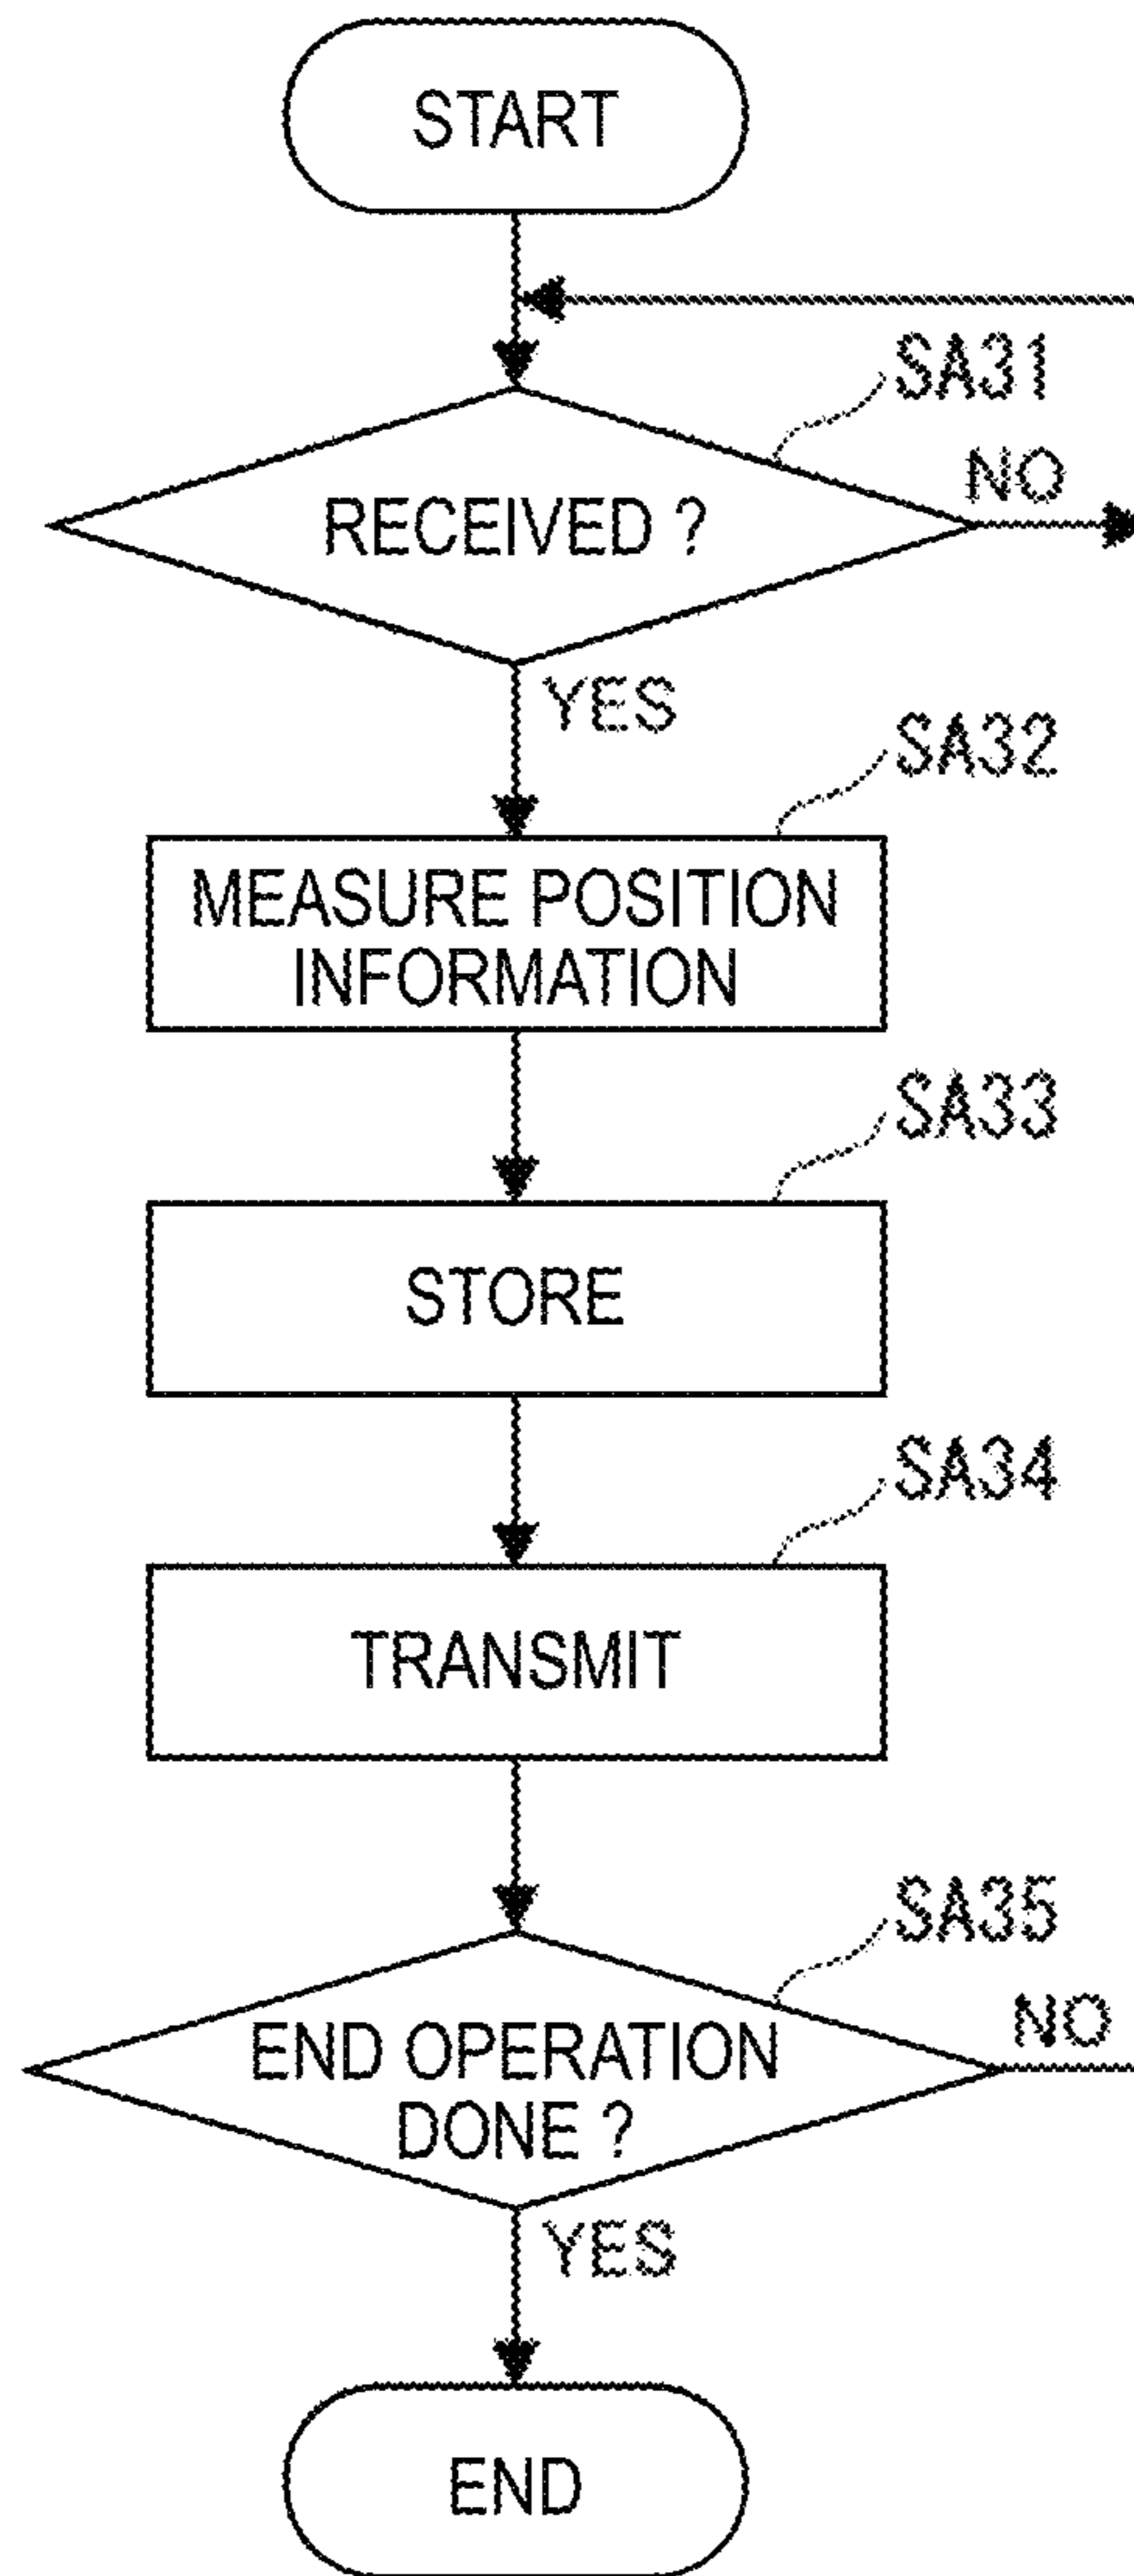 START
SA31
NO
RECEIVED ?
YES
SA32
MEASURE POSITION
INFORMATION
SA33
STORE
SA34
TRANSMIT
SA35
NO
END OPERATION
DONE ?
YES
END